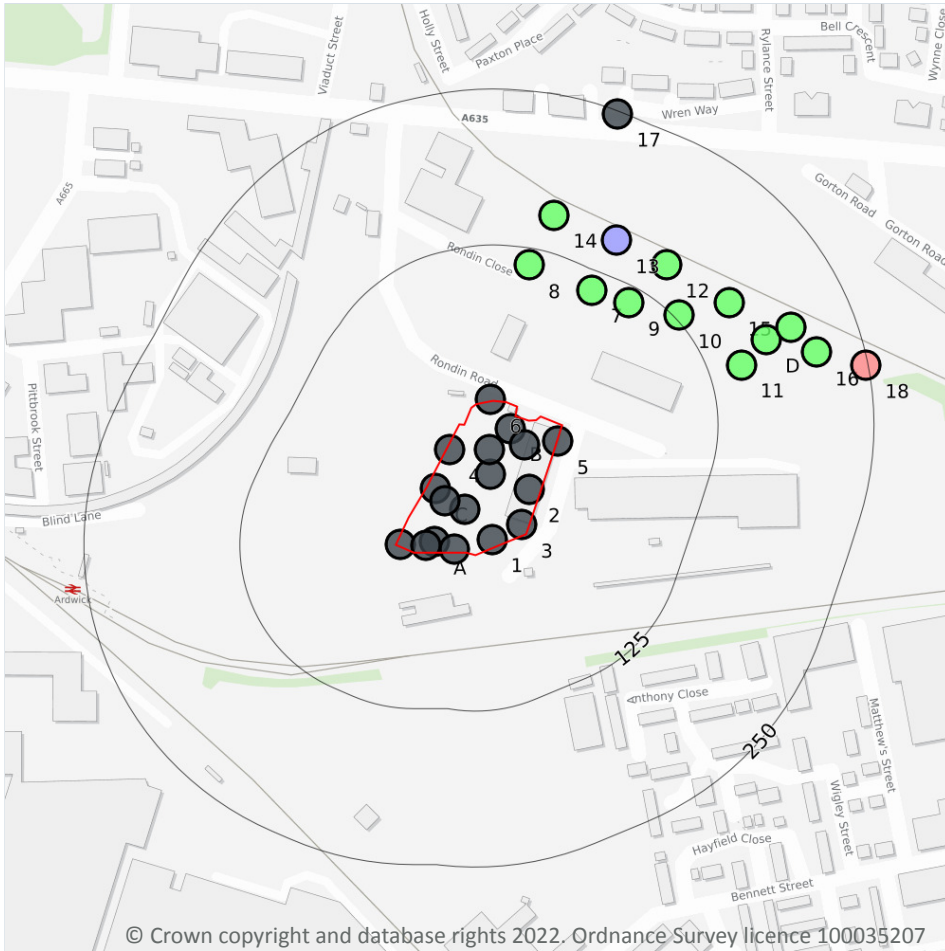 Viaduct Street
Holly Street
Paxton Place
Rylance Street
Bell Crescent
Wynne Close
Wren Way
A635
17
A665
Gorton Road
Gorton Road
14
13
12
Rondin Close
8
7
9
10
15
D
11
16
18
Rondin Road
Pittbrook Street
6
B
5
4
C
2
3
1
A
Blind Lane
Ardwick
125
Anthony Close
250
Matthew's Street
Wigley Street
Hayfield Close
Bennett Street
© Crown copyright and database rights 2022. Ordnance Survey licence 100035207